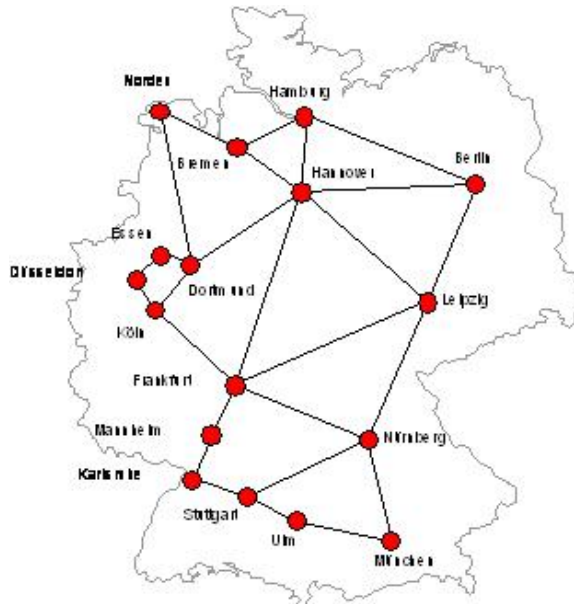 Norden
Hamburg
Bremen
Berlin
Hannover
Essen
Düsseldorf
Dortmund
Leipzig
Köln
Frankfurt
Mannheim
Nürnberg
Karlsruhe
Stuttgart
Ulm
München